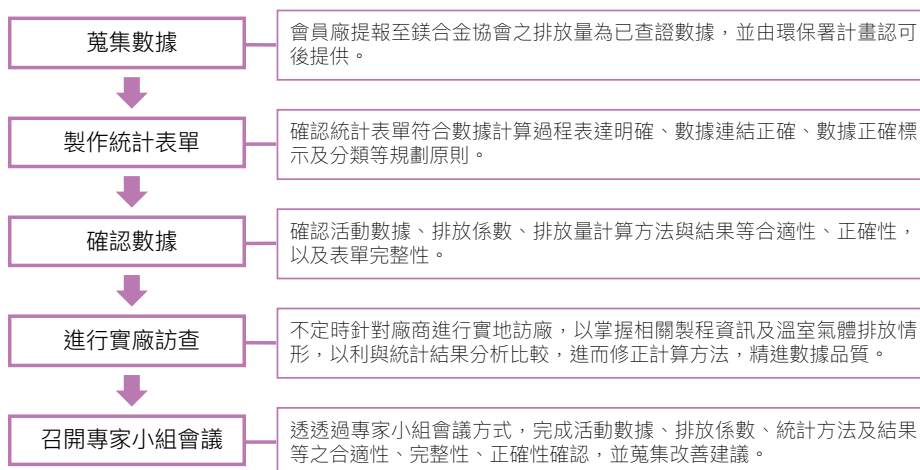 蒐集數據
會員廠提報至鎂合金協會之排放量為已查證數據，並由環保署計畫認可
後提供。
製作統計表單
確認統計表單符合數據計算過程表達明確、數據連結正確、數據正確標
示及分類等規劃原則。
確認數據
確認活動數據、排放係數、排放量計算方法與結果等合適性、正確性，
以及表單完整性。
進行實廠訪查
不定時針對廠商進行實地訪廠，以掌握相關製程資訊及溫室氣體排放情
形，以利與統計結果分析比較，進而修正計算方法，精進數據品質。
召開專家小組會議
透透過專家小組會議方式，完成活動數據、排放係數、統計方法及結果
等之合適性、完整性、正確性確認，並蒐集改善建議。